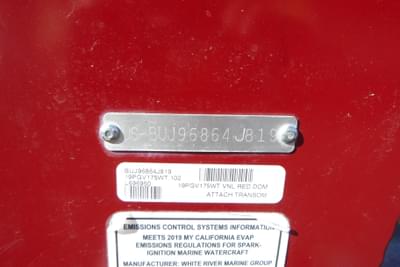 US-BUJ96864J819
BUJ96864J819
19PGV175WT 102
J696960
19PGV175WT VNL RED DOM
ATTACH TRANSOM
EMISSIONS CONTROL SYSTEMS INFORMATION
MEETS 2019 MY CALIFORNIA EVAP
EMISSIONS REGULATIONS FOR SPARK-
IGNITION MARINE WATERCRAFT
MANUFACTURER: WHITE RIVER MARINE GROUP